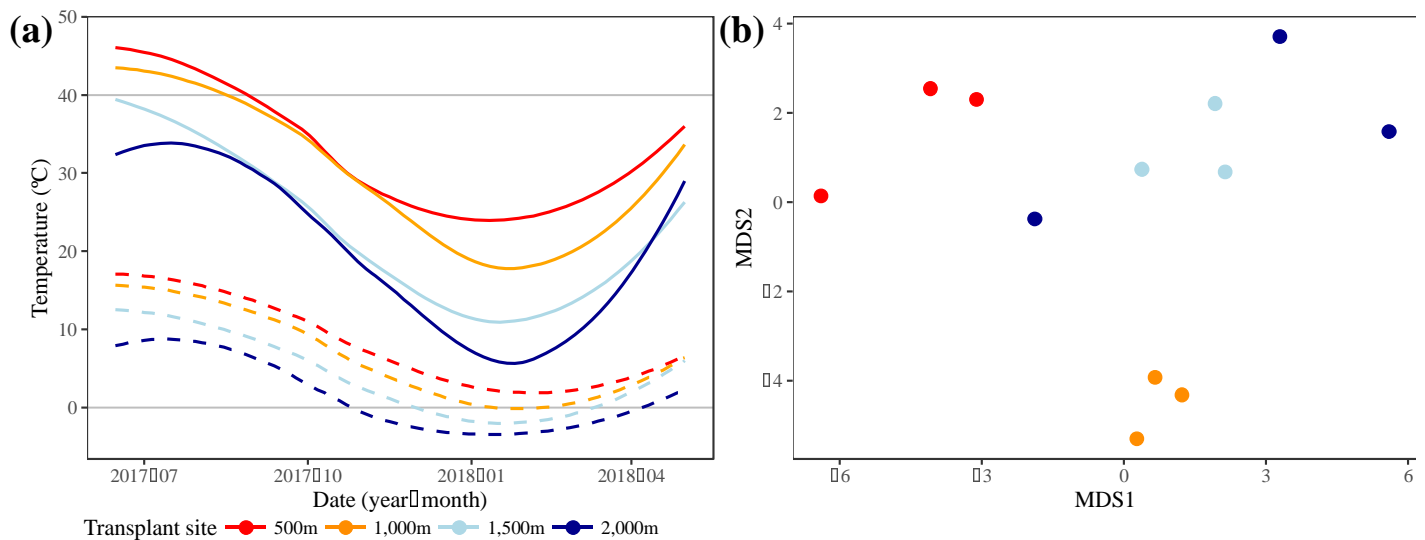 (a)
50
40
30
20
10
0
Temperature (℃)
2017▯07
2017▯10
2018▯01
2018▯04
Date (year▯month)
(b)
4
2
0
▯2
▯4
MDS2
▯6
▯3
0
3
6
MDS1
Transplant site 500m 1,000m 1,500m 2,000m